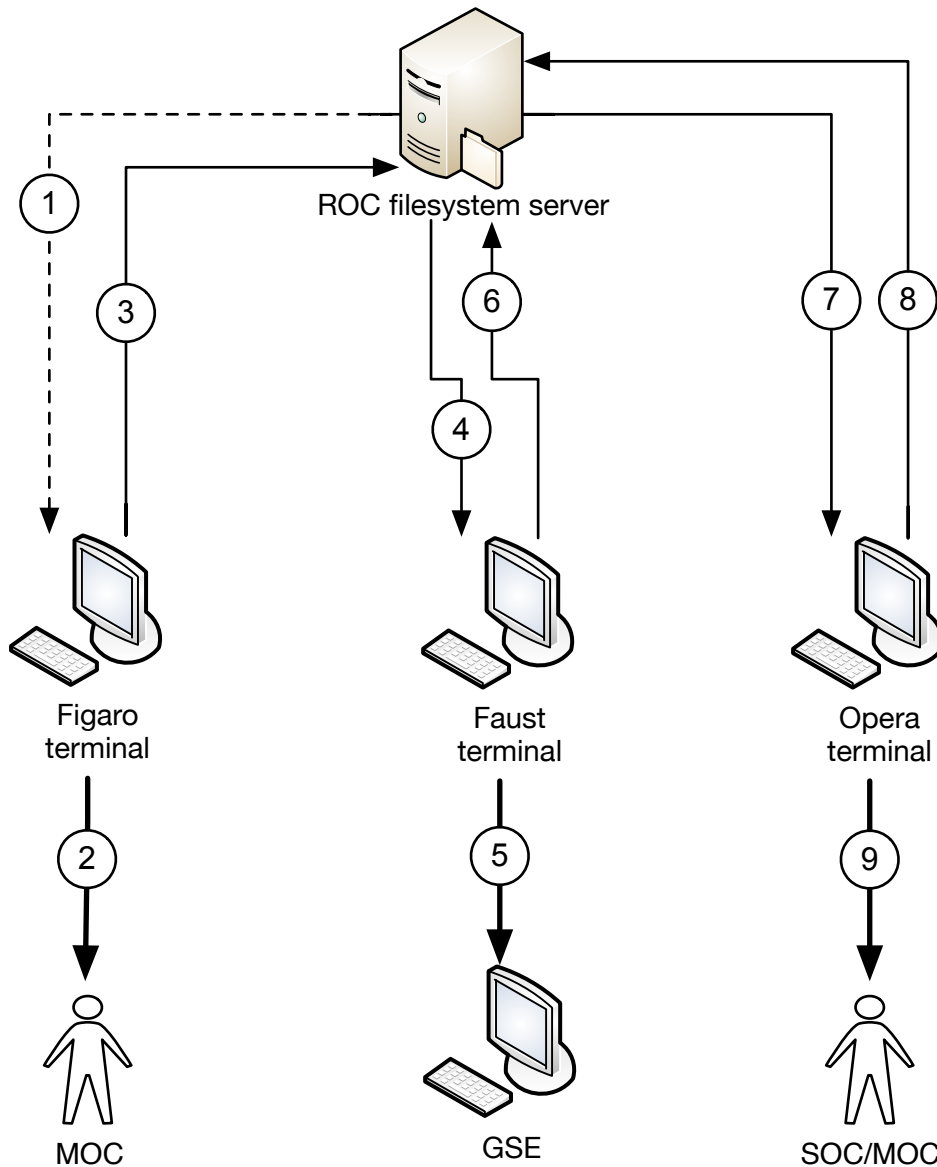 ROC filesystem server
1
3
6
7
8
4
Figaro
terminal
Faust
terminal
Opera
terminal
2
5
9
MOC
GSE
SOC/MOC